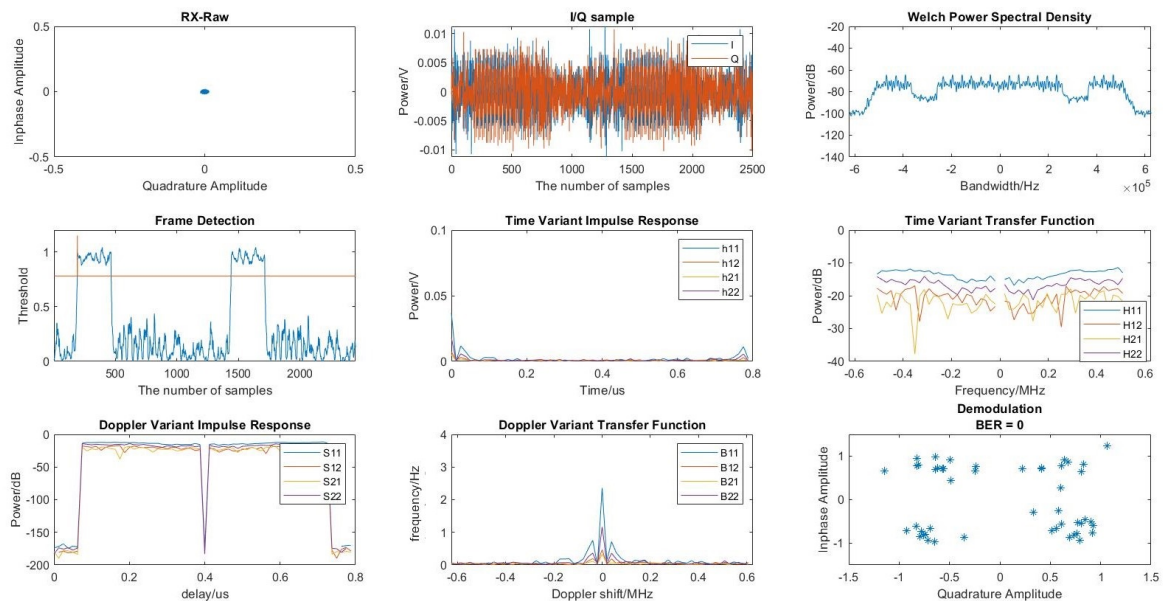 RX-Raw
0.5
0
-0.5
Inphase Amplitude
-0.5
0
0.5
Quadrature Amplitude
I/Q sample
0.01
0.005
0
-0.005
-0.01
Power/V
I
Q
0
500
1000
1500
2000
2500
The number of samples
Welch Power Spectral Density
-20
-40
-60
-80
-100
-120
-140
Power/dB
-6
-4
-2
0
2
4
6
×10⁵
Bandwidth/Hz
Frame Detection
1
0.5
0
Threshold
500
1000
1500
2000
The number of samples
Time Variant Impulse Response
0.1
0.05
0
Power/V
h11
h12
h21
h22
0
0.2
0.4
0.6
0.8
Time/us
Time Variant Transfer Function
0
-10
-20
-30
-40
Power/dB
H11
H12
H21
H22
-0.6
-0.4
-0.2
0
0.2
0.4
0.6
Frequency/MHz
Doppler Variant Impulse Response
0
-50
-100
-150
-200
Power/dB
S11
S12
S21
S22
0
0.2
0.4
0.6
0.8
delay/us
Doppler Variant Transfer Function
4
3
2
1
0
frequency/Hz
B11
B12
B21
B22
-0.6
-0.4
-0.2
0
0.2
0.4
0.6
Doppler shift/MHz
Demodulation
BER = 0
1
0
-1
Inphase Amplitude
-1.5
-1
-0.5
0
0.5
1
1.5
Quadrature Amplitude